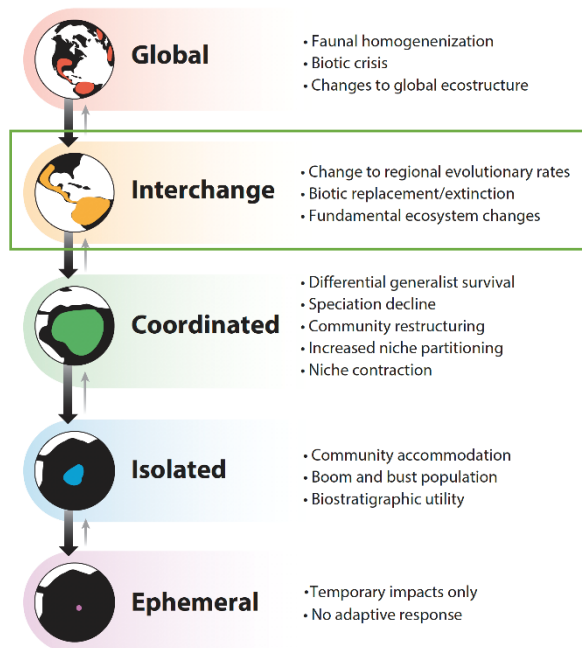 Global
• Faunal homogenenization
• Biotic crisis
• Changes to global ecostructure
Interchange
• Change to regional evolutionary rates
• Biotic replacement/extinction
• Fundamental ecosystem changes
Coordinated
• Differential generalist survival
• Speciation decline
• Community restructuring
• Increased niche partitioning
• Niche contraction
Isolated
• Community accommodation
• Boom and bust population
• Biostratigraphic utility
Ephemeral
•Temporary impacts only
• No adaptive response